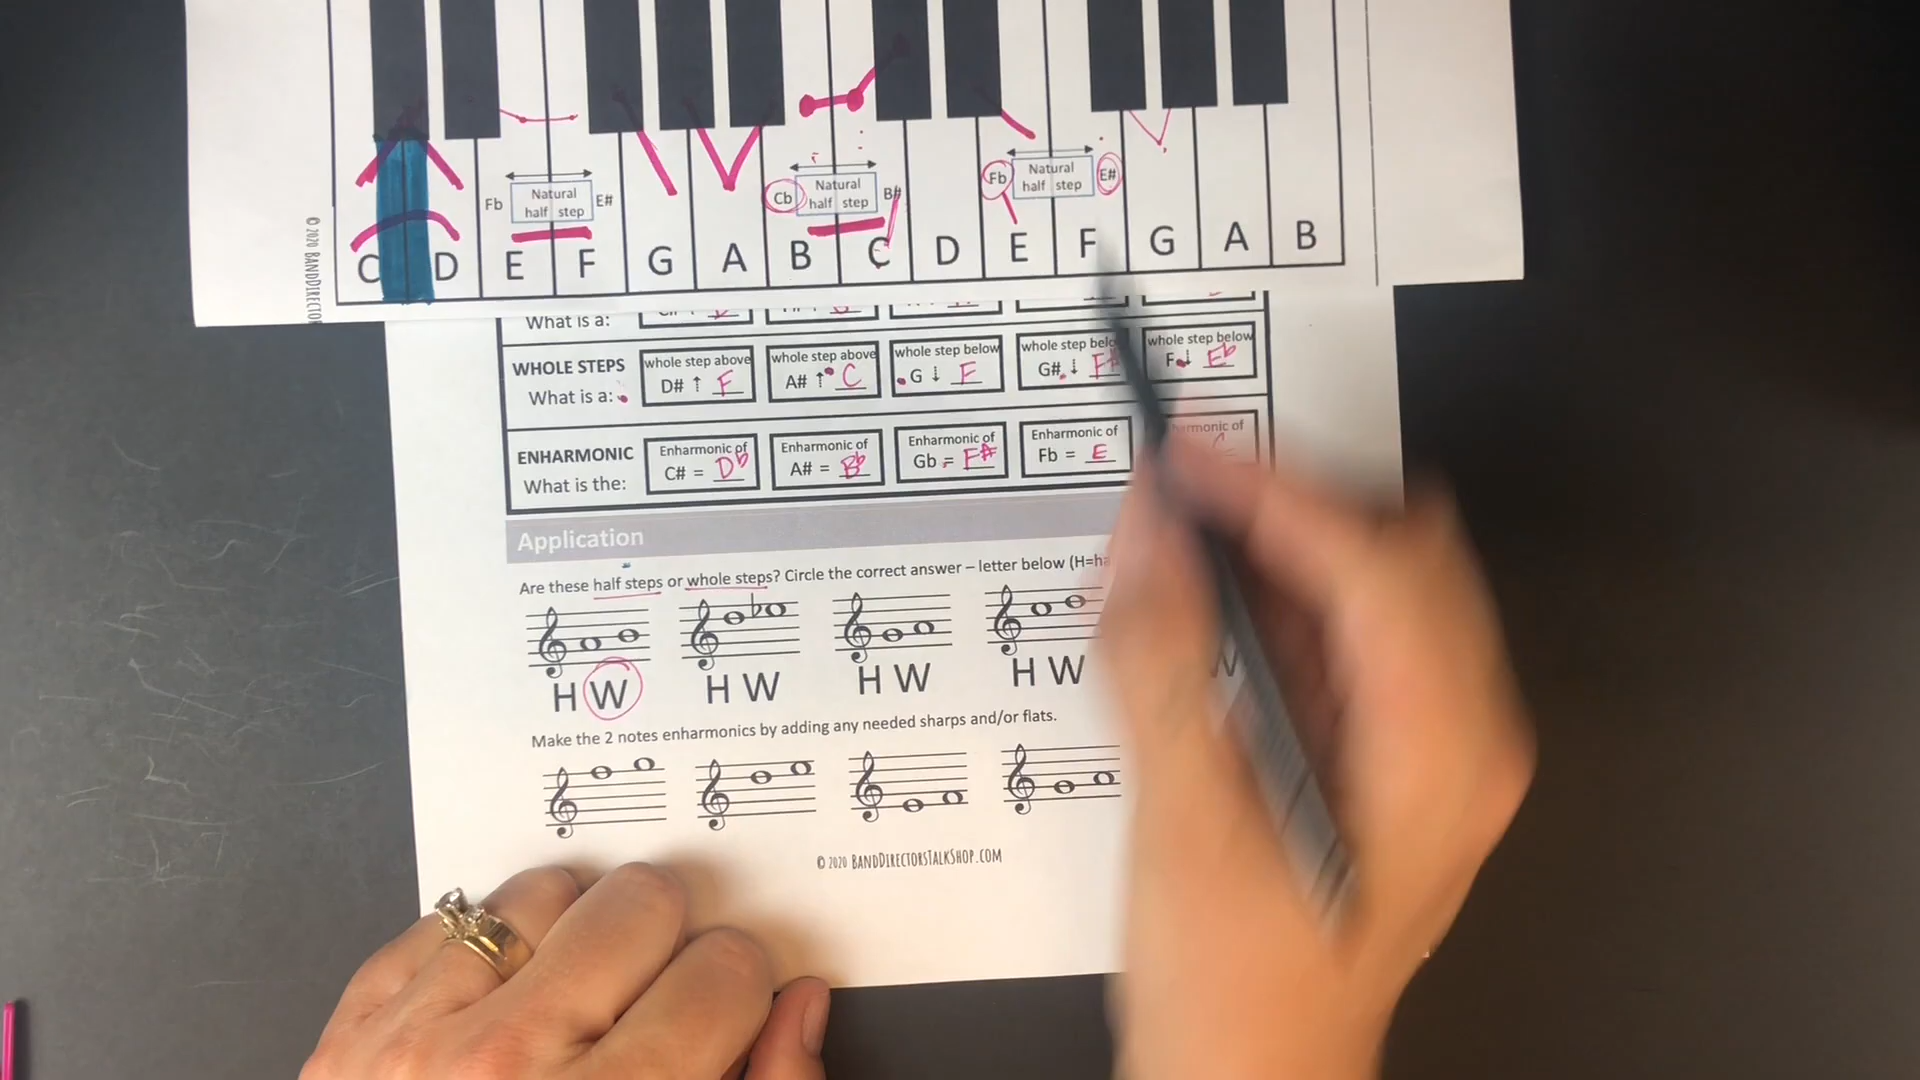 Fb Natural half step E# Cb Natural half step B# Fb Natural half step E#
C D E F G A B C D E F G A B
© 2020 BANDDIRECTOR
What is a:
WHOLE STEPS
What is a:
whole step above
D# ↑ F
whole step above
A# ↑ C
whole step below
G ↓ F
whole step below
G# ↓ F#
whole step below
F ↓ Eb
ENHARMONIC
What is the:
Enharmonic of
C# = Db
Enharmonic of
A# = Bb
Enharmonic of
Gb = F#
Enharmonic of
Fb = E
of
Application
Are these half steps or whole steps? Circle the correct answer – letter below (H=
H W H W H W H W W
Make the 2 notes enharmonics by adding any needed sharps and/or flats.
© 2020 BANDDIRECTORSTALKSHOP.COM